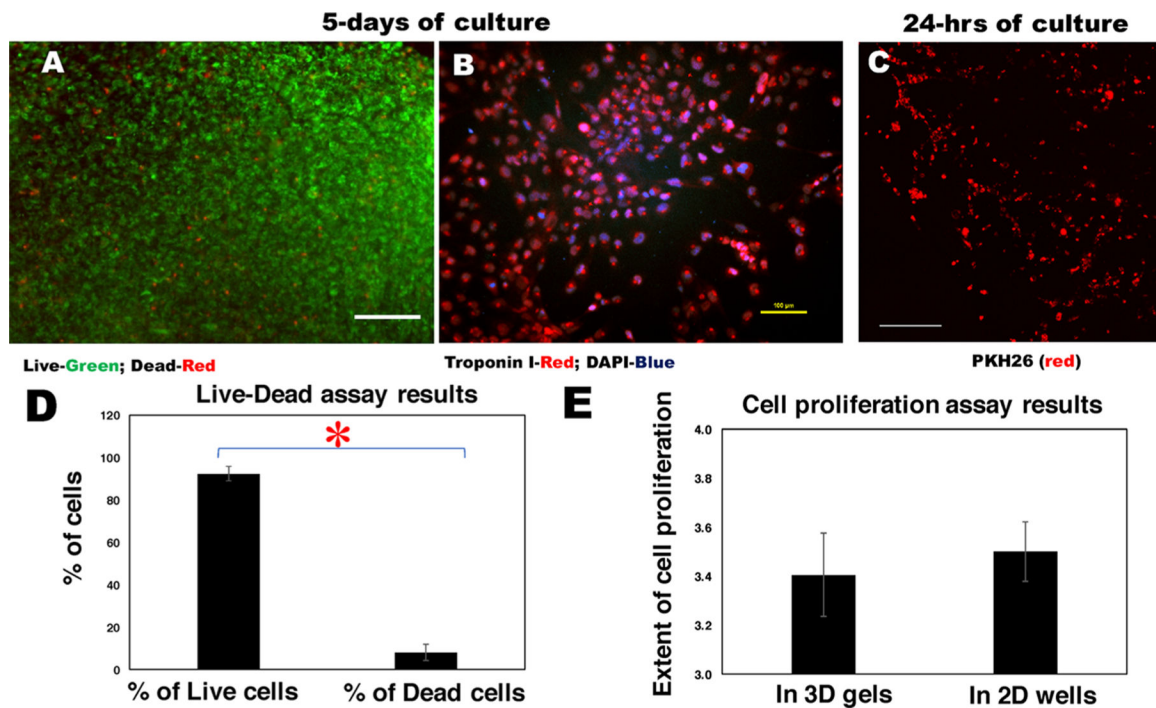 5-days of culture
24-hrs of culture
A
B
C
100 µm
Live-Green; Dead-Red
Troponin I-Red; DAPI-Blue
PKH26 (red)
D
Live-Dead assay results
120
100
80
60
40
20
0
% of cells
*
% of Live cells
% of Dead cells
E
Cell proliferation assay results
4.0
3.8
3.6
3.4
3.2
3.0
Extent of cell proliferation
In 3D gels
In 2D wells